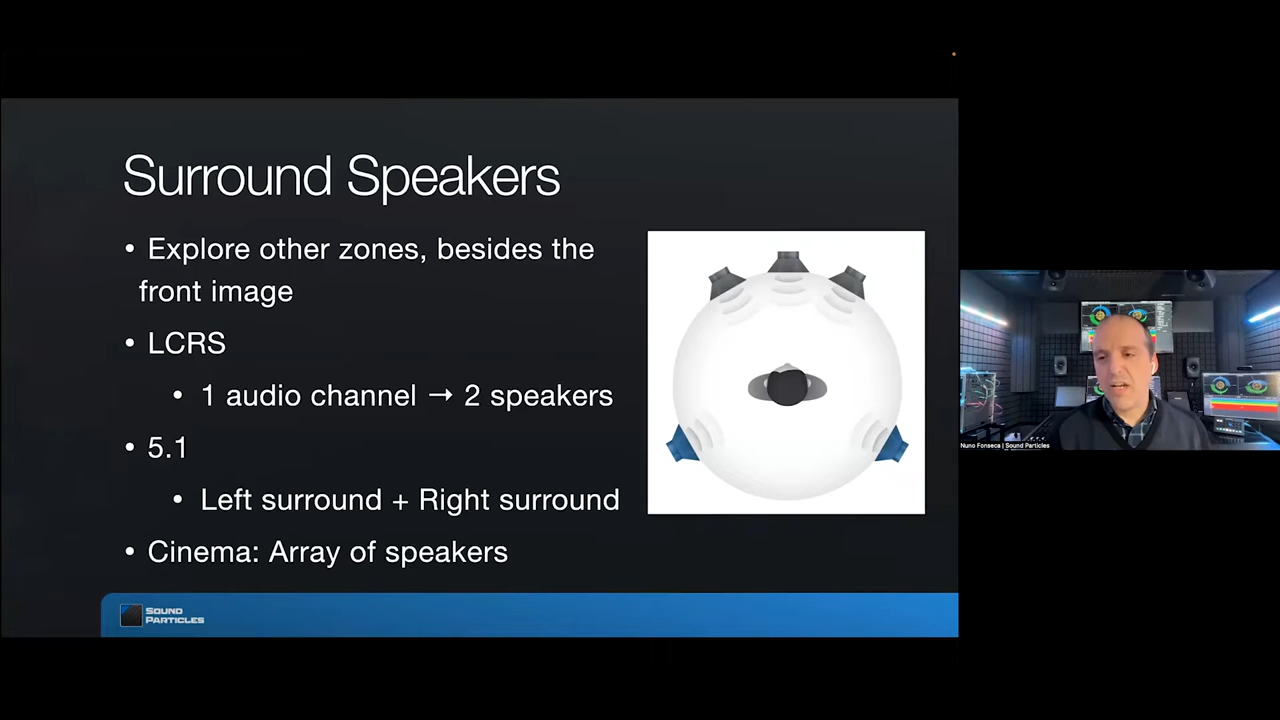 Surround Speakers
• Explore other zones, besides the
front image
• LCRS
• 1 audio channel → 2 speakers
• 5.1
• Left surround + Right surround
• Cinema: Array of speakers
SOUND
PARTICLES
Nuno Fonseca | Sound Particles